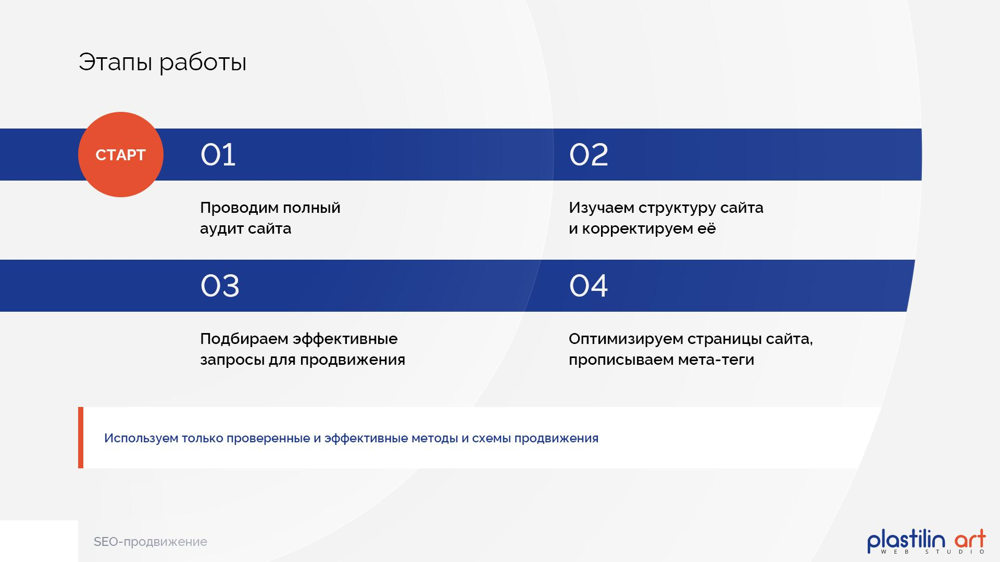 Этапы работы
СТАРТ
01
02
Проводим полный
аудит сайта
Изучаем структуру сайта
и корректируем её
03
04
Подбираем эффективные
запросы для продвижения
Оптимизируем страницы сайта,
прописываем мета-теги
Используем только проверенные и эффективные методы и схемы продвижения
SEO-продвижение
plastilin art
WEB STUDIO